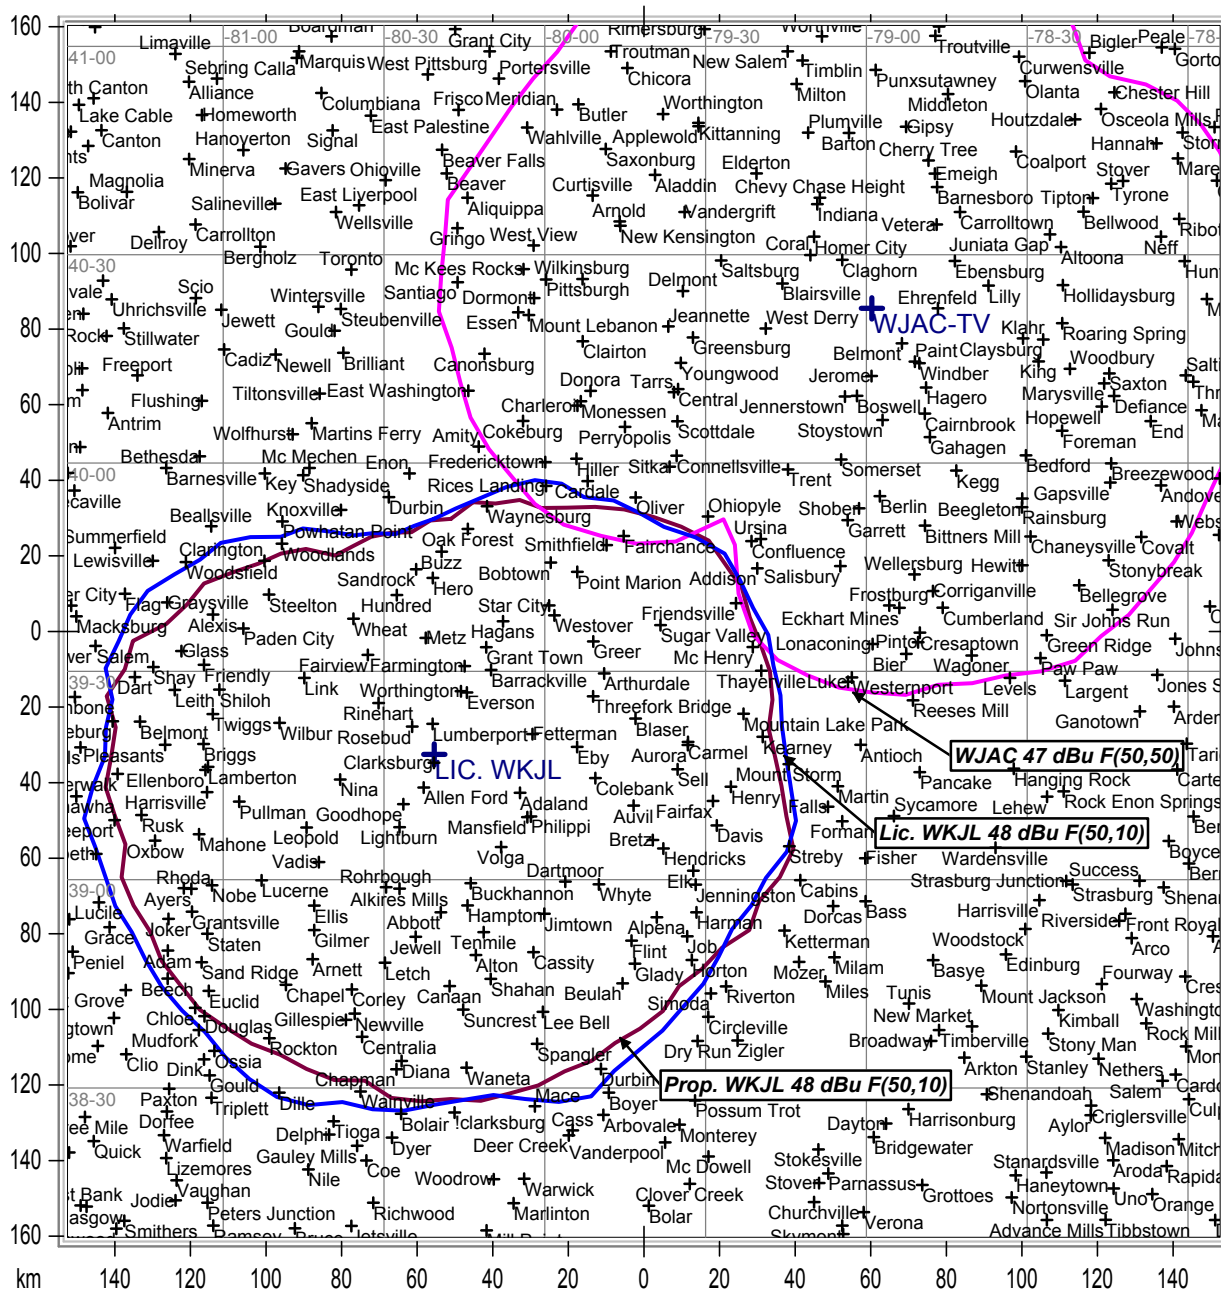 160 Limaville Boardman Grant City Rimersburg Worthville Troutville Bigler Peale
-81-00 -80-30 -80-00 -79-30 -79-00 -78-30
41-00 Sebring Calla Marquis West Pittsburg Troutman New Salem Timblin Curwensville
Portersville Chicora Punxsutawney
140 Lake Cable Alliance Columbiana Frisco Meridian Butler Worthington Milton Middleton Olanta Chester Hill
Homeworth East Palestine Plumville Gipsy Houtzdale Osceola Mills
Canton Hanoverton Signal Wahlville Applewold Kittanning Barton Cherry Tree Hannah
Minerva Gavers Ohioville Beaver Falls Saxonburg Elderton Emeigh Coalport Stover
120 Magnolia East Liverpool Beaver Curtisville Aladdin Chevy Chase Height Barnesboro Tipton Tyrone
Bolivar Salineville Wellsville Aliquippa Arnold Vandergrift Indiana Carrolltown Bellwood
Dellroy Carrollton Gringo West View New Kensington Coral Vetera Juniata Gap Neff
100 Bergholz Toronto Homer City Altoona
40-30 Mc Kees Rocks Wilkinsburg Delmont Saltsburg Claghorn Ebensburg
Scio Wintersville Santiago Dormont Pittsburgh Blairsville Ehrenfeld Lilly Hollidaysburg
80 Uhrichsville Jewett Gould Steubenville Essen Mount Lebanon Jeannette West Derry WJAC-TV Klahr Roaring Spring
Stillwater Cadiz Newell Brilliant Canonsburg Clairton Greensburg Belmont Paint Claysburg Woodbury
Freeport Youngwood Jerome Windber King
60 Flushing Tiltonsville East Washington Donora Tarrs Central Jennerstown Boswell Hagero Marysville Saxton
Antrim Martins Ferry Charleroi Monessen Scottdale Stoystown Cairnbrook Hopewell Defiance
Wolfhurst Amity Cokeburg Perryopolis Gahagen Foreman End
40-00 Bethesda Mc Mechen Enon Fredericktown Hiller Sitka Connellsville Somerset Bedford Breezewood
40 Barnesville Key Shadyside Rices Landing Cardale Trent Kegg
Beallsville Knoxville Durbin Waynesburg Oliver Ohiopyle Shober Berlin Gapsville
Beegleton Rainsburg
Summerfield Powhatan Point Oak Forest Ursina Garrett Bittners Mill Chaneysville Covalt
20 Lewisville Clarington Woodlands Buzz Smithfield Fairchance Confluence
Woodsfield Sandrock Hero Bobtown Point Marion Addison Salisbury Wellersburg Hewitt Stonybreak
Flag Graysville Steelton Hundred Star City Friendsville Frostburg Corriganville Bellegrove
0 Macksburg Alexis Paden City Wheat Metz Hagans Westover Sugar Valley Eckhart Mines Cumberland Sir Johns Run
Glass Grant Town Greer Mc Henry Lonaconing Pinto Cresaptown Green Ridge
Fairview Farmington Bier Wagoner Paw Paw
39-30 Dart Shay Friendly Link Worthington Barrackville Arthurdale Thayerville Luke Westernport Levels Largent
20 Leith Shiloh Rinehart Everson Threefork Bridge Reeses Mill Ganotown
Twiggs Wilbur Rosebud Lumberport Fetterman Blaser Mountain Lake Park
Pleasants Belmont Briggs Clarksburg Eby Aurora Carmel Kearney Antioch WJAC 47 dBu F(50,50)
40 Ellenboro Lamberton LIC. WKJL Sell Mount Storm Pancake Hanging Rock
Harrisville Pullman Nina Allen Ford Adaland Colebank Henry Martin Sycamore Lehew Rock Enon Springs
Rusk Goodhope Auvil Fairfax Falls
Oxbow Mahone Leopold Lightburn Mansfield Philippi Bretz Davis Forman Lic. WKJL 48 dBu F(50,10)
60 Vadis Volga Hendricks Streby Fisher Wardensville
39-00 Rhoda Nobe Lucerne Rohrbough Buckhannon Dartmoor Whyte Elk Jenningston Cabins Strasburg Junction Success
Ayers Alkires Mills Bass Strasburg
Lucile Grantsville Ellis Abbott Hampton Jimtown Harman Dorcas Harrisville Riverside Front Royal
80 Grace Joker Staten Gilmer Jewell Tenmile Alpena Job Ketterman Woodstock Arco
Peniel Adam Sand Ridge Arnett Letch Alton Cassity Flint Milam Basye Edinburg
Beech Glady Horton Mozer Fourway
100 Grove Euclid Chapel Corley Canaan Shahan Beulah Simoda Riverton Miles Tunis Mount Jackson
Chloe Douglas Gillespie Newville Suncrest Lee Bell Circleville New Market Kimball
Mudfork Ossia Rockton Centralia Spangler Dry Run Zigler Broadway Timberville Stony Man
Clio Arkton Stanley Nethers
120 Gould Chapman Diana Waneta Durbin Prop. WKJL 48 dBu F(50,10) Salem
38-30 Paxton Triplett Dille Wainville Mace Boyer Possum Trot Shenandoah
Dorfee Delphi Tioga Bolair Cass Arbovale Dayton Harrisonburg Aylor Criglersville
Quick Warfield Dyer Deer Creek Vanderpool Monterey Bridgewater Madison
140 Lizemores Gauley Mills Coe Mc Dowell Stokesville Stanardsville Aroda
Vaughan Nile Woodrow Warwick Clover Creek Stover Parnassus Grottoes Haneytown
Jodie Peters Junction Richwood Marlinton Bolar Churchville Nortonsville Uno Orange
160 Smithers Verona Advance Mills Tibbstown
km 140 120 100 80 60 40 20 0 20 40 60 80 100 120 140